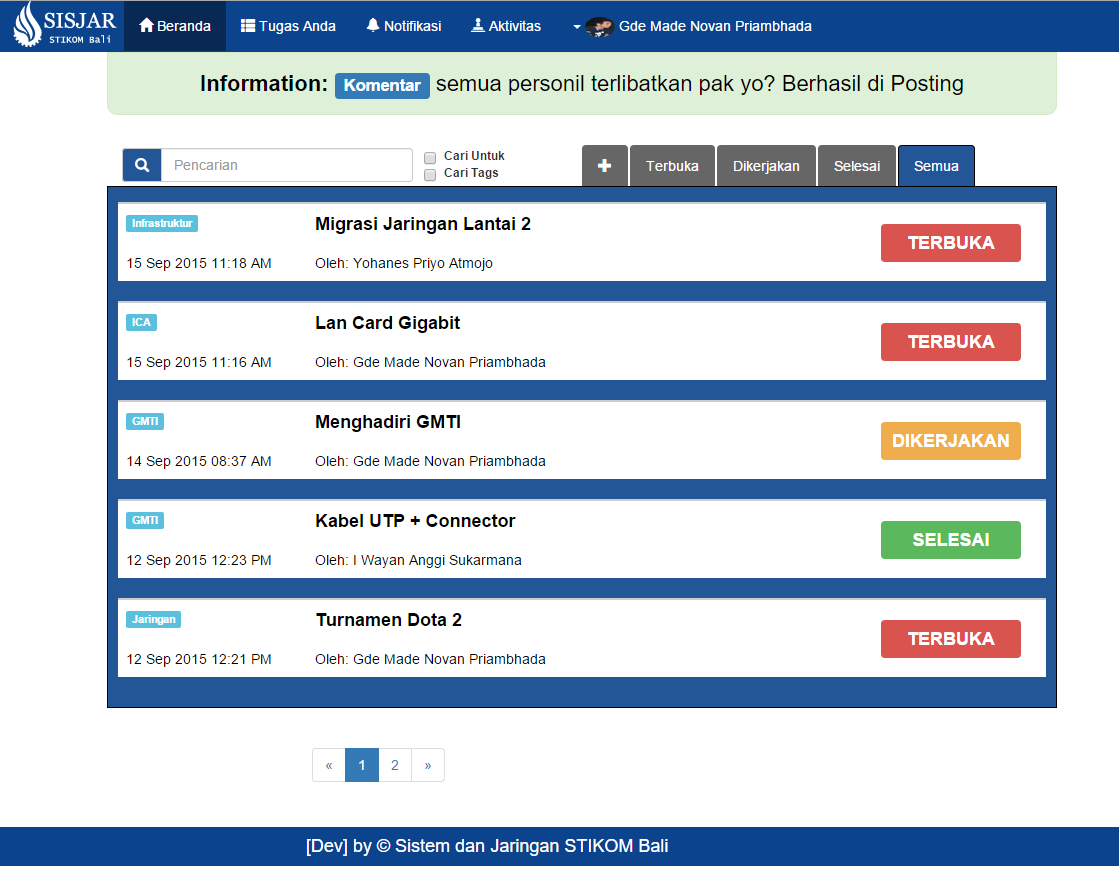 SISJAR
STIKOM Bali
Beranda
Tugas Anda
Notifikasi
Aktivitas
Gde Made Novan Priambhada
Information: Komentar semua personil terlibatkan pak yo? Berhasil di Posting
Pencarian
Cari Untuk
Cari Tags
+
Terbuka
Dikerjakan
Selesai
Semua
Infrastruktur
Migrasi Jaringan Lantai 2
TERBUKA
15 Sep 2015 11:18 AM
Oleh: Yohanes Priyo Atmojo
ICA
Lan Card Gigabit
TERBUKA
15 Sep 2015 11:16 AM
Oleh: Gde Made Novan Priambhada
GMTI
Menghadiri GMTI
DIKERJAKAN
14 Sep 2015 08:37 AM
Oleh: Gde Made Novan Priambhada
GMTI
Kabel UTP + Connector
SELESAI
12 Sep 2015 12:23 PM
Oleh: I Wayan Anggi Sukarmana
Jaringan
Turnamen Dota 2
TERBUKA
12 Sep 2015 12:21 PM
Oleh: Gde Made Novan Priambhada
« 1 2 »
[Dev] by © Sistem dan Jaringan STIKOM Bali